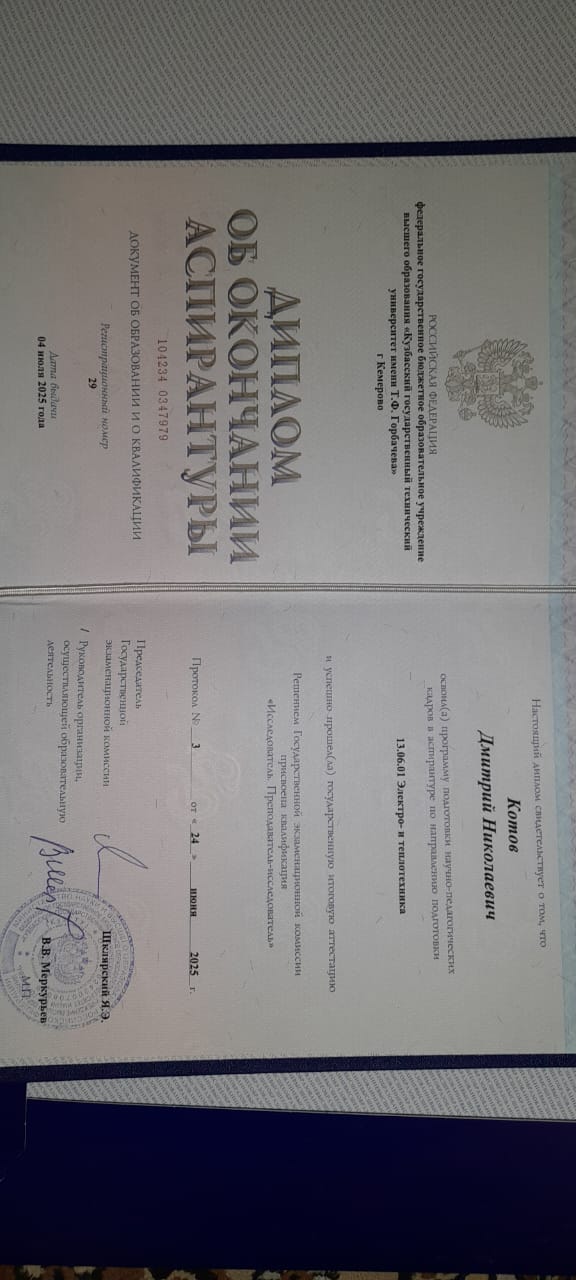 РОССИЙСКАЯ ФЕДЕРАЦИЯ
федеральное государственное бюджетное образовательное учреждение
высшего образования «Кузбасский государственный технический
университет имени Т.Ф. Горбачева»
г Кемерово
ДИПЛОМ
ОБ ОКОНЧАНИИ
АСПИРАНТУРЫ
104234 0347979
ДОКУМЕНТ ОБ ОБРАЗОВАНИИ И О КВАЛИФИКАЦИИ
Регистрационный номер
29
Дата выдачи
04 июля 2025 года
Настоящий диплом свидетельствует о том, что
Котов
Дмитрий Николаевич
освоил(а) программу подготовки научно-педагогических
кадров в аспирантуре по направлению подготовки
13.06.01 Электро- и теплотехника
и успешно прошел(ла) государственную итоговую аттестацию
Решением Государственной экзаменационной комиссии
присвоена квалификация
«Исследователь. Преподаватель-исследователь»
Протокол № 3 от « 24 » июня 2025 г.
Председатель
Государственной
экзаменационной комиссии
Шклярский Я.Э.
/ Руководитель организации,
осуществляющей образовательную
деятельность
В.В. Меркурьев
М.П.